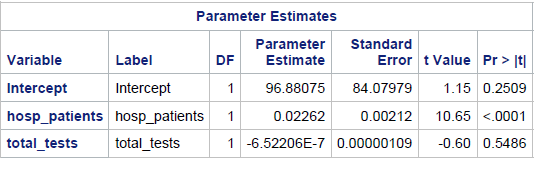 Parameter Estimates
Variable Label DF Parameter Estimate Standard Error t Value Pr > |t|
Intercept Intercept 1 96.88075 84.07979 1.15 0.2509
hosp_patients hosp_patients 1 0.02262 0.00212 10.65 <.0001
total_tests total_tests 1 -6.52206E-7 0.00000109 -0.60 0.5486